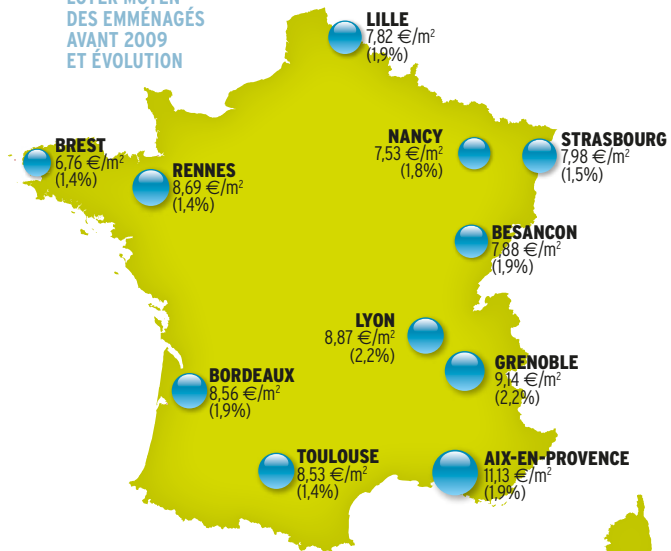 LOYER MOYEN
DES EMMÉNAGÉS
AVANT 2009
ET ÉVOLUTION
LILLE
7,82 €/m²
(1,9%)
BREST
6,76 €/m²
(1,4%)
RENNES
8,69 €/m²
(1,4%)
NANCY
7,53 €/m²
(1,8%)
STRASBOURG
7,98 €/m²
(1,5%)
BESANCON
7,88 €/m²
(1,9%)
LYON
8,87 €/m²
(2,2%)
GRENOBLE
9,14 €/m²
(2,2%)
BORDEAUX
8,56 €/m²
(1,9%)
TOULOUSE
8,53 €/m²
(1,4%)
AIX-EN-PROVENCE
11,13 €/m²
(1,9%)